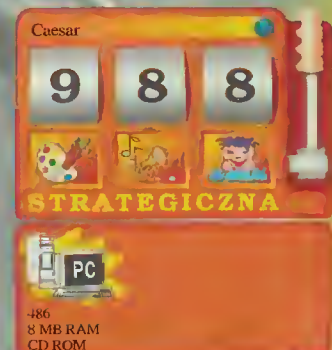 Caesar
9 8 8
STRATEGICZNA
PC
486
8 MB RAM
CD ROM